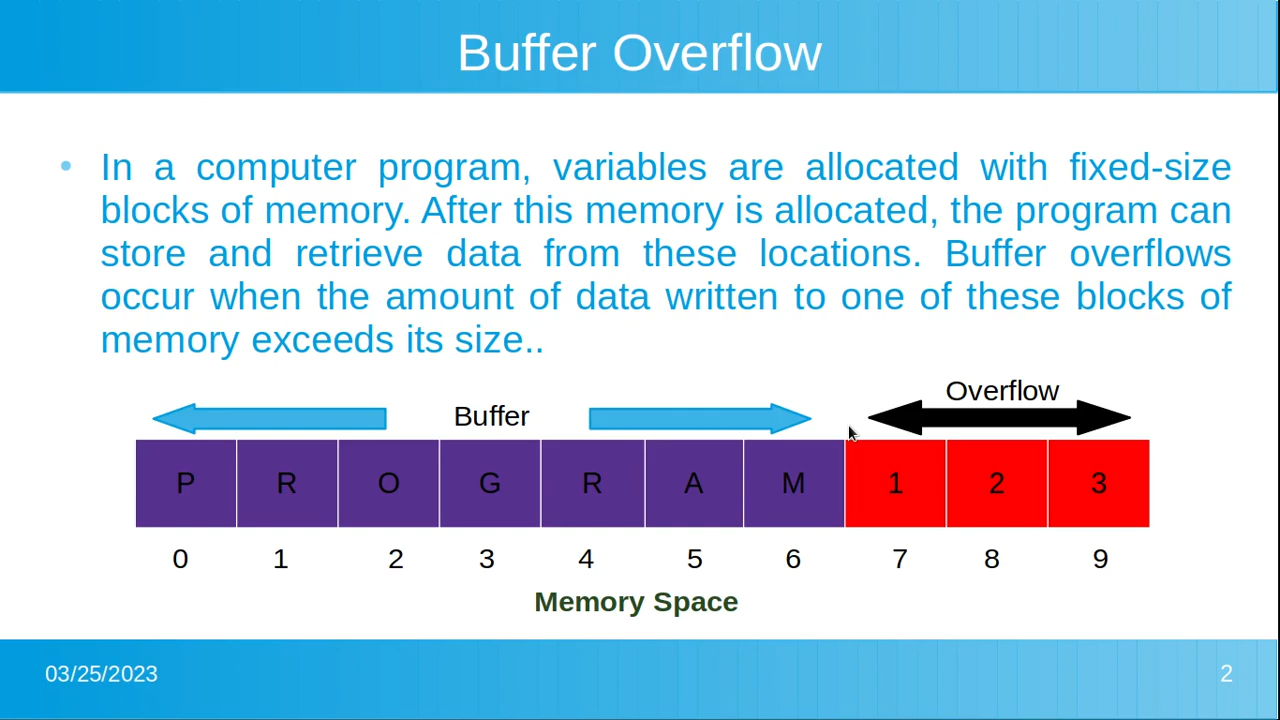 Buffer Overflow
• In a computer program, variables are allocated with fixed-size
blocks of memory. After this memory is allocated, the program can
store and retrieve data from these locations. Buffer overflows
occur when the amount of data written to one of these blocks of
memory exceeds its size..
Overflow
Buffer
P R O G R A M 1 2 3
0 1 2 3 4 5 6 7 8 9
Memory Space
03/25/2023
2